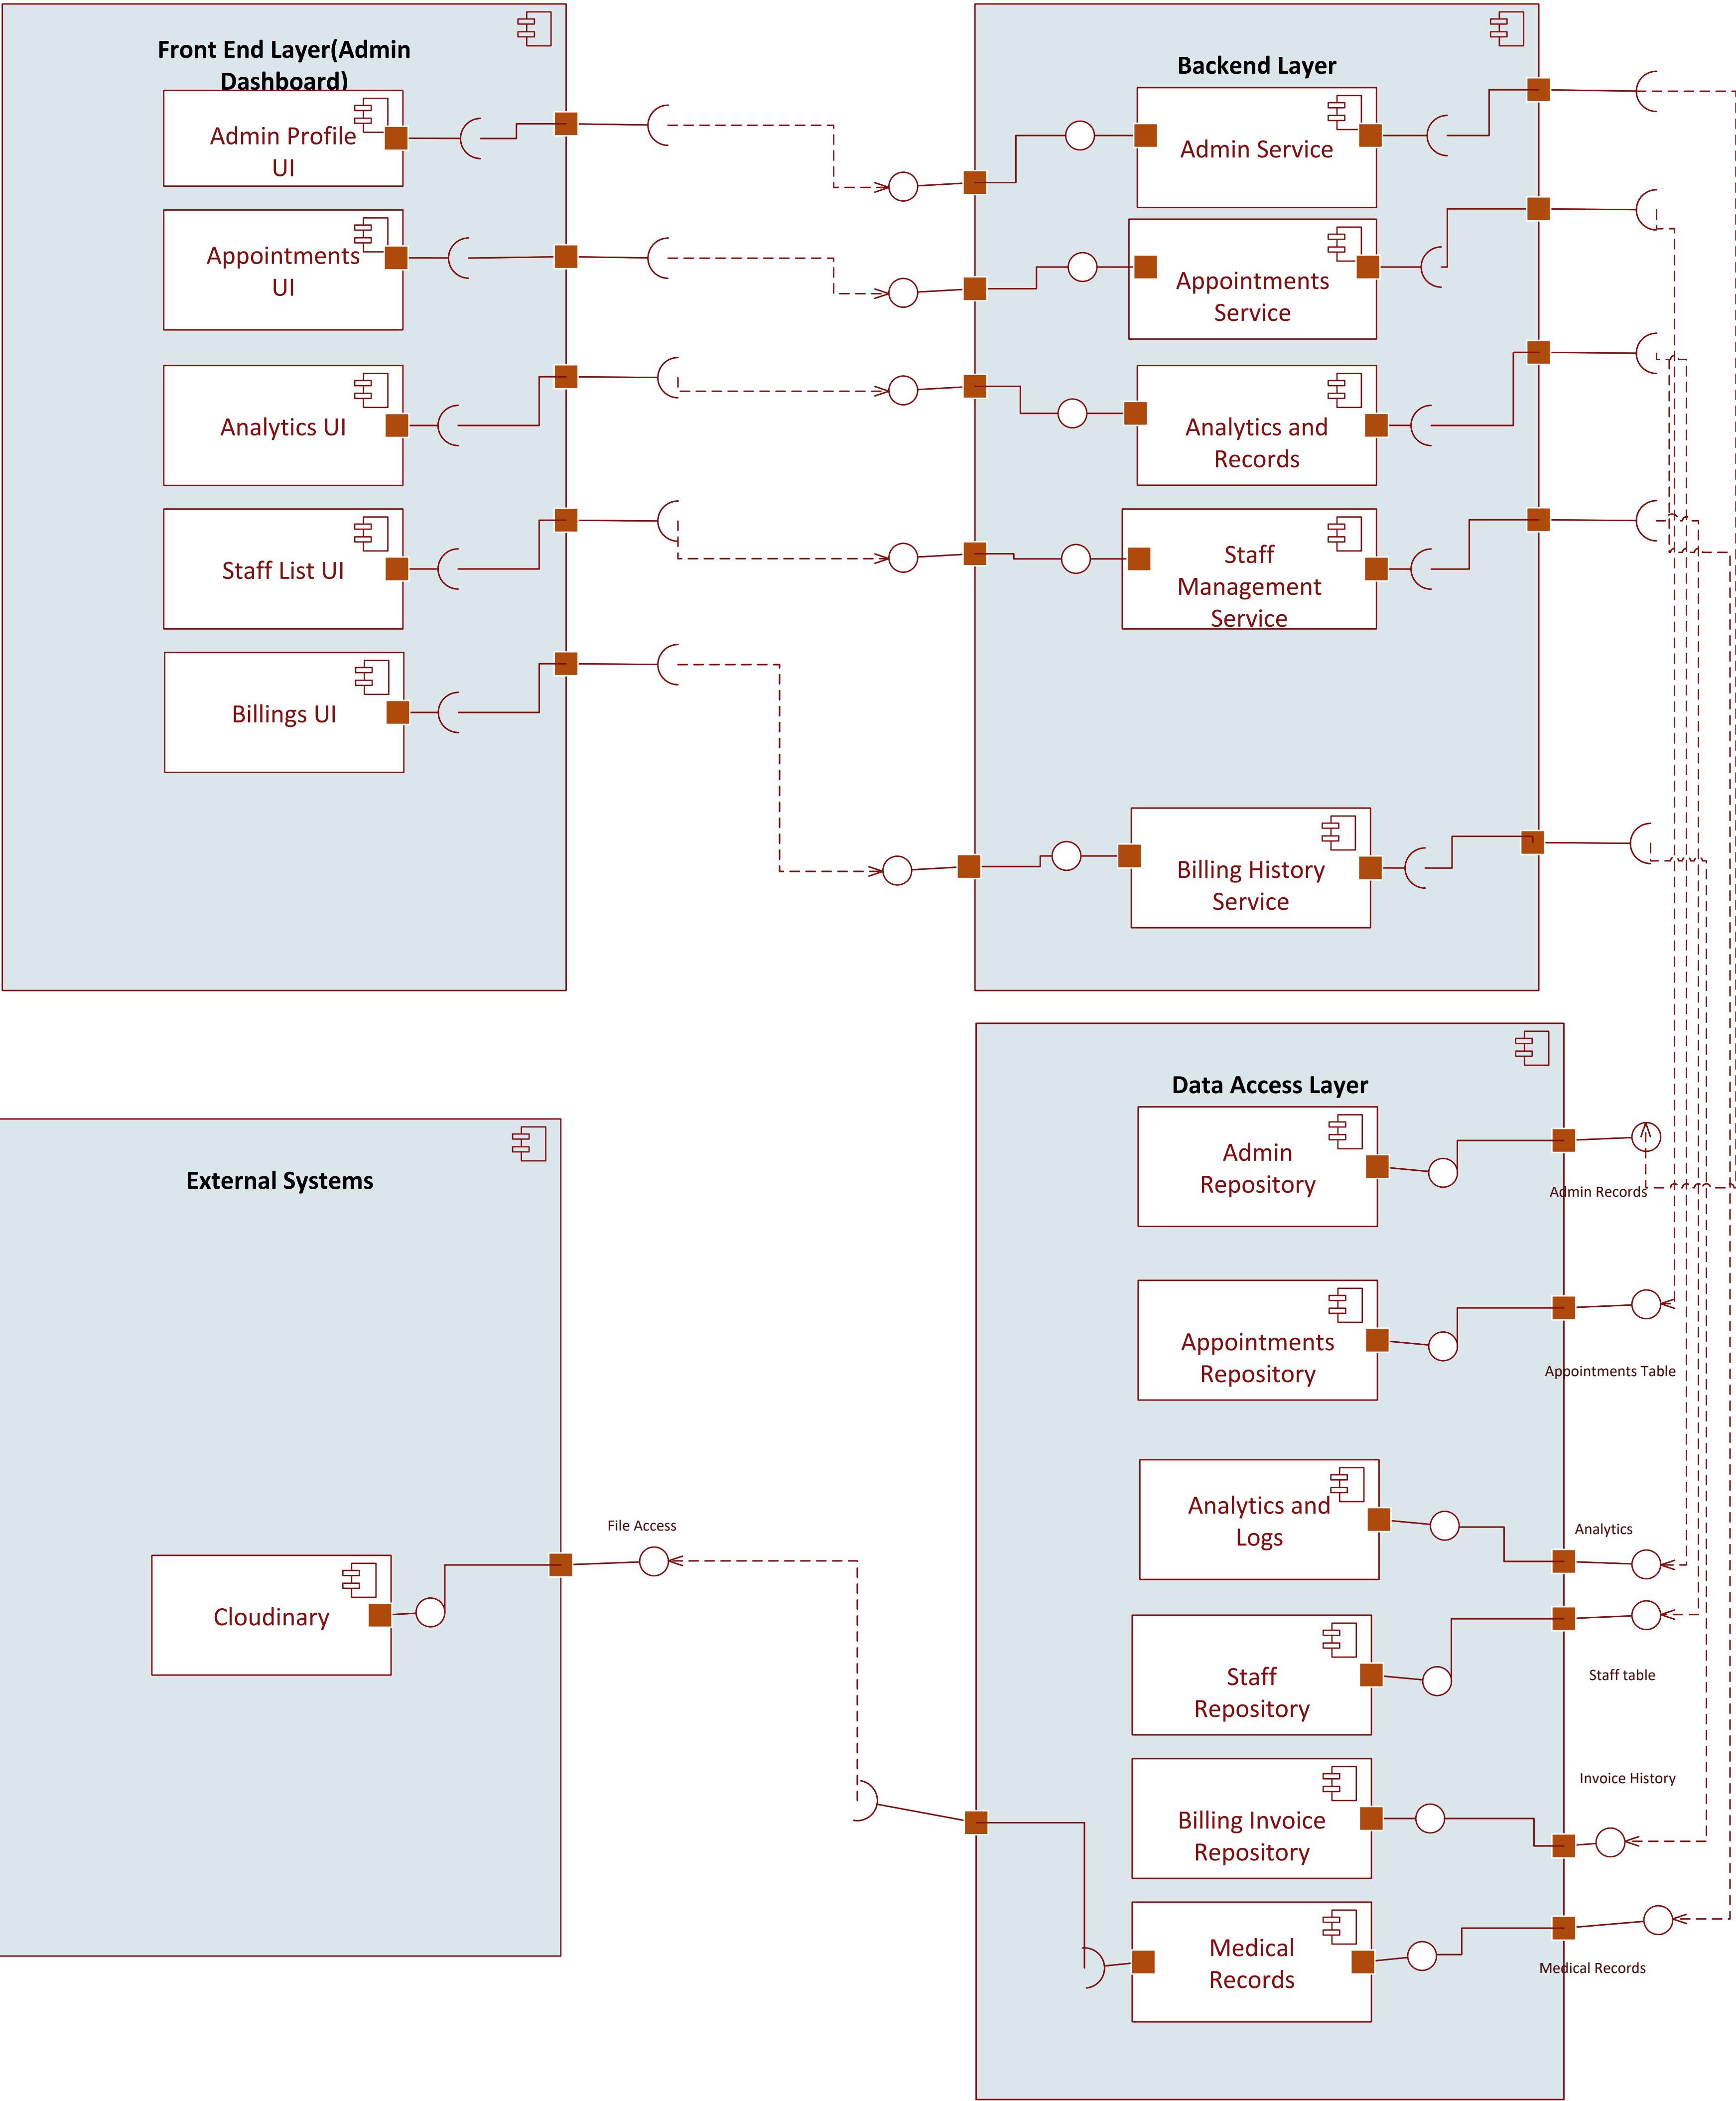 Front End Layer(Admin
Dashboard)
Admin Profile
UI
Appointments
UI
Analytics UI
Staff List UI
Billings UI
Backend Layer
Admin Service
Appointments
Service
Analytics and
Records
Staff
Management
Service
Billing History
Service
External Systems
Cloudinary
File Access
Data Access Layer
Admin
Repository
Admin Records
Appointments
Repository
Appointments Table
Analytics and
Logs
Analytics
Staff
Repository
Staff table
Billing Invoice
Repository
Invoice History
Medical
Records
Medical Records